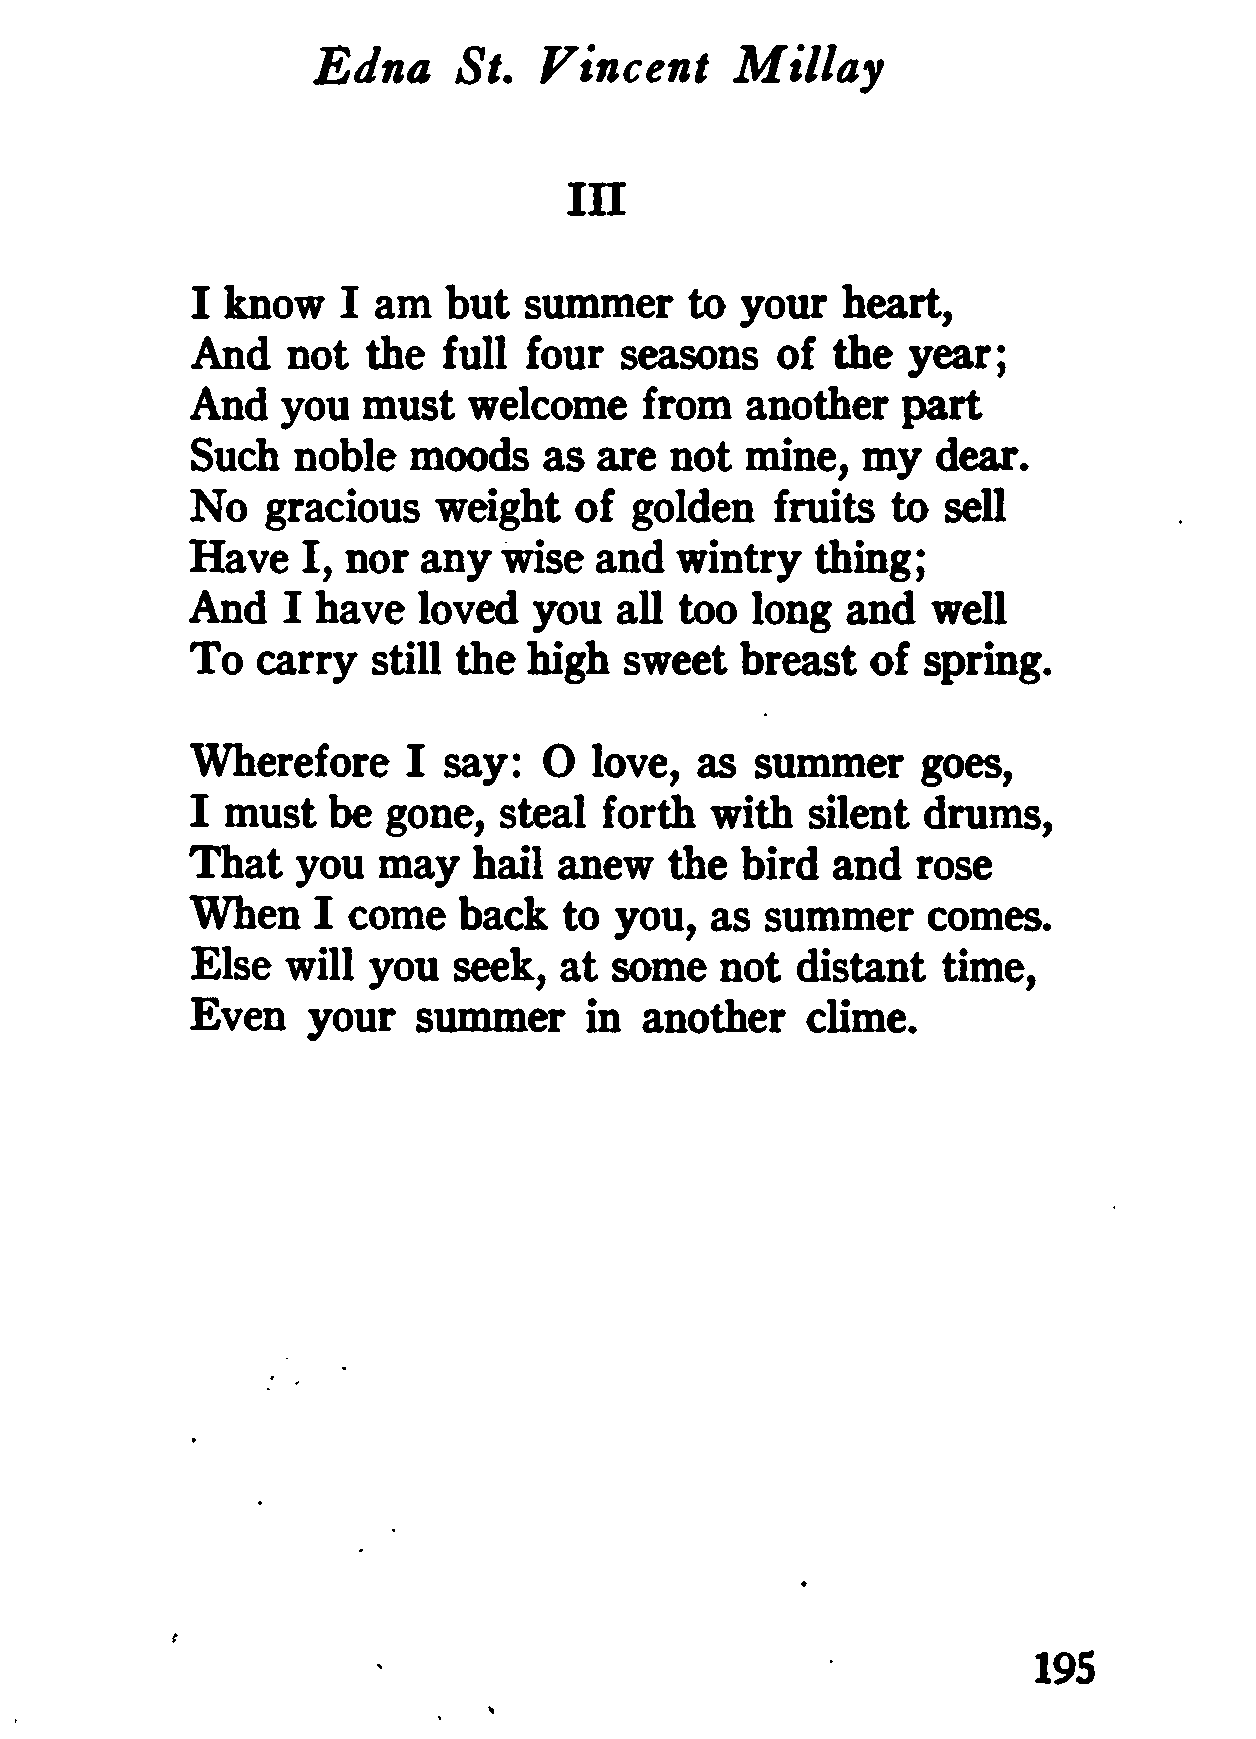 Edna St. Vincent Millay
III
I know I am but summer to your heart,
And not the full four seasons of the year;
And you must welcome from another part
Such noble moods as are not mine, my dear.
No gracious weight of golden fruits to sell
Have I, nor any wise and wintry thing;
And I have loved you all too long and well
To carry still the high sweet breast of spring.
Wherefore I say: O love, as summer goes,
I must be gone, steal forth with silent drums,
That you may hail anew the bird and rose
When I come back to you, as summer comes.
Else will you seek, at some not distant time,
Even your summer in another clime.
195